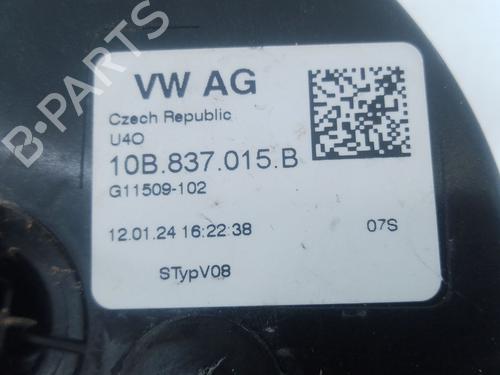 B-PARTS
VW AG
Czech Republic
U4O
10B.837.015.B
G11509-102
12.01.24 16:22:38 07S
STypV08